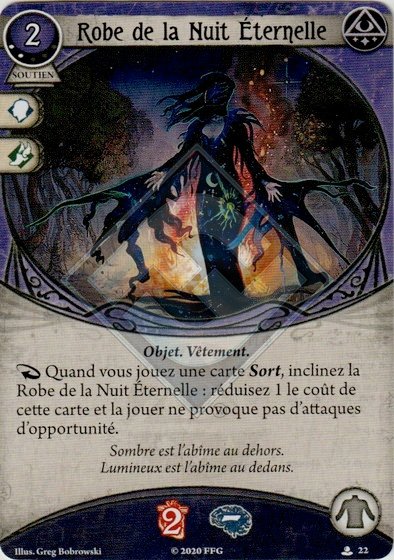 2
SOUTIEN
Robe de la Nuit Éternelle
Objet. Vêtement.
Quand vous jouez une carte Sort, inclinez la
Robe de la Nuit Éternelle : réduisez 1 le coût de
cette carte et la jouer ne provoque pas d'attaques
d'opportunité.
Sombre est l'abîme au dehors.
Lumineux est l'abîme au dedans.
2
Illus. Greg Bobrowski
© 2020 FFG
22